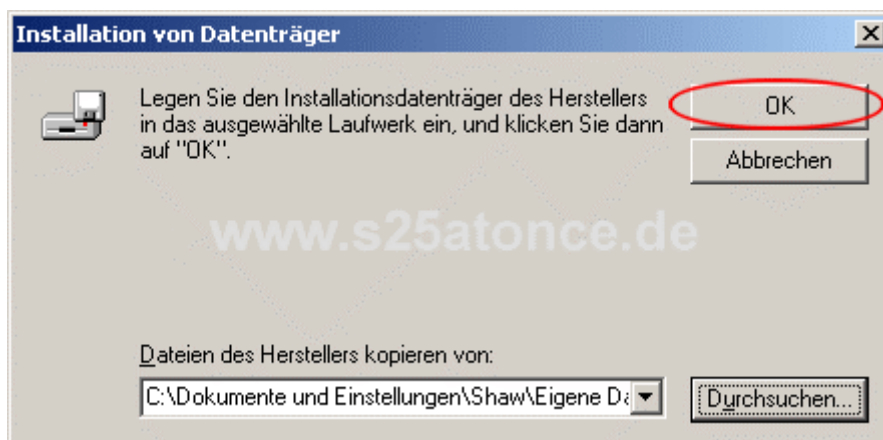 Installation von Datenträger
Legen Sie den Installationsdatenträger des Herstellers
in das ausgewählte Laufwerk ein, und klicken Sie dann
auf "OK".
OK
Abbrechen
www.s25atonce.de
Dateien des Herstellers kopieren von:
C:\Dokumente und Einstellungen\Shaw\Eigene Da
Durchsuchen...